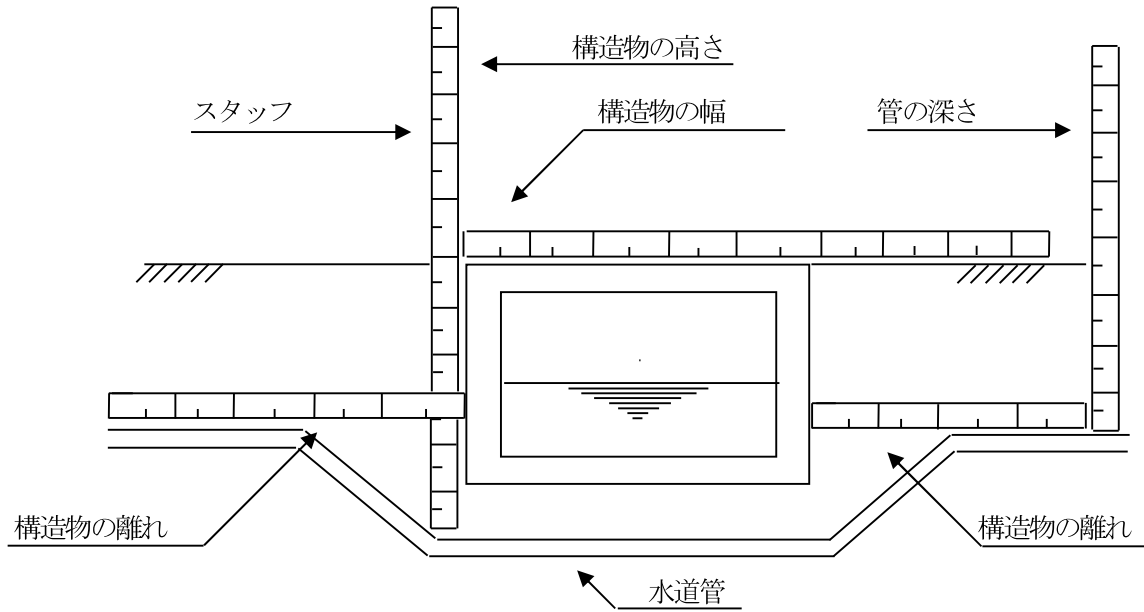 構造物の高さ
スタッフ
構造物の幅
管の深さ
構造物の離れ
構造物の離れ
水道管